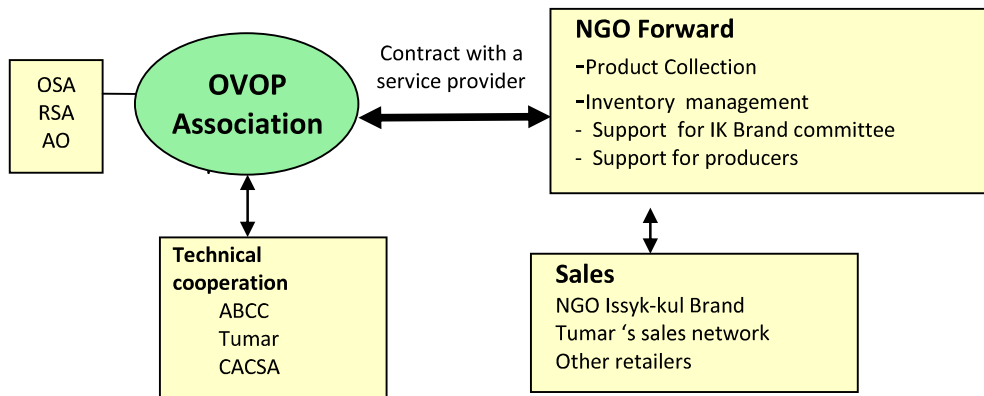 OSA
RSA
AO
OVOP
Association
Contract with a
service provider
NGO Forward
-Product Collection
-Inventory management
- Support for IK Brand committee
- Support for producers
Technical
cooperation
ABCC
Tumar
CACSA
Sales
NGO Issyk-kul Brand
Tumar ‘s sales network
Other retailers